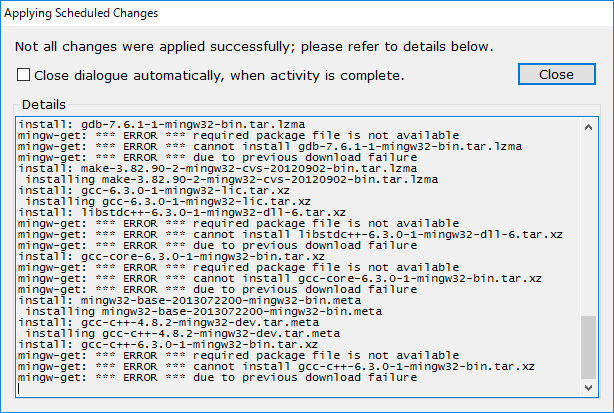 Applying Scheduled Changes
Not all changes were applied successfully; please refer to details below.
Close dialogue automatically, when activity is complete.
Close
Details
install: gdb-7.6.1-1-mingw32-bin.tar.lzma
mingw-get: *** ERROR *** required package file is not available
mingw-get: *** ERROR *** cannot install gdb-7.6.1-1-mingw32-bin.tar.lzma
mingw-get: *** ERROR *** due to previous download failure
install: make-3.82.90-2-mingw32-cvs-20120902-bin.tar.lzma
installing make-3.82.90-2-mingw32-cvs-20120902-bin.tar.lzma
install: gcc-6.3.0-1-mingw32-lic.tar.xz
installing gcc-6.3.0-1-mingw32-lic.tar.xz
install: libstdc++-6.3.0-1-mingw32-dll-6.tar.xz
mingw-get: *** ERROR *** required package file is not available
mingw-get: *** ERROR *** cannot install libstdc++-6.3.0-1-mingw32-dll-6.tar.xz
mingw-get: *** ERROR *** due to previous download failure
install: gcc-core-6.3.0-1-mingw32-bin.tar.xz
mingw-get: *** ERROR *** required package file is not available
mingw-get: *** ERROR *** cannot install gcc-core-6.3.0-1-mingw32-bin.tar.xz
mingw-get: *** ERROR *** due to previous download failure
install: mingw32-base-2013072200-mingw32-bin.meta
installing mingw32-base-2013072200-mingw32-bin.meta
install: gcc-c++-4.8.2-mingw32-dev.tar.meta
installing gcc-c++-4.8.2-mingw32-dev.tar.meta
install: gcc-c++-6.3.0-1-mingw32-bin.tar.xz
mingw-get: *** ERROR *** required package file is not available
mingw-get: *** ERROR *** cannot install gcc-c++-6.3.0-1-mingw32-bin.tar.xz
mingw-get: *** ERROR *** due to previous download failure